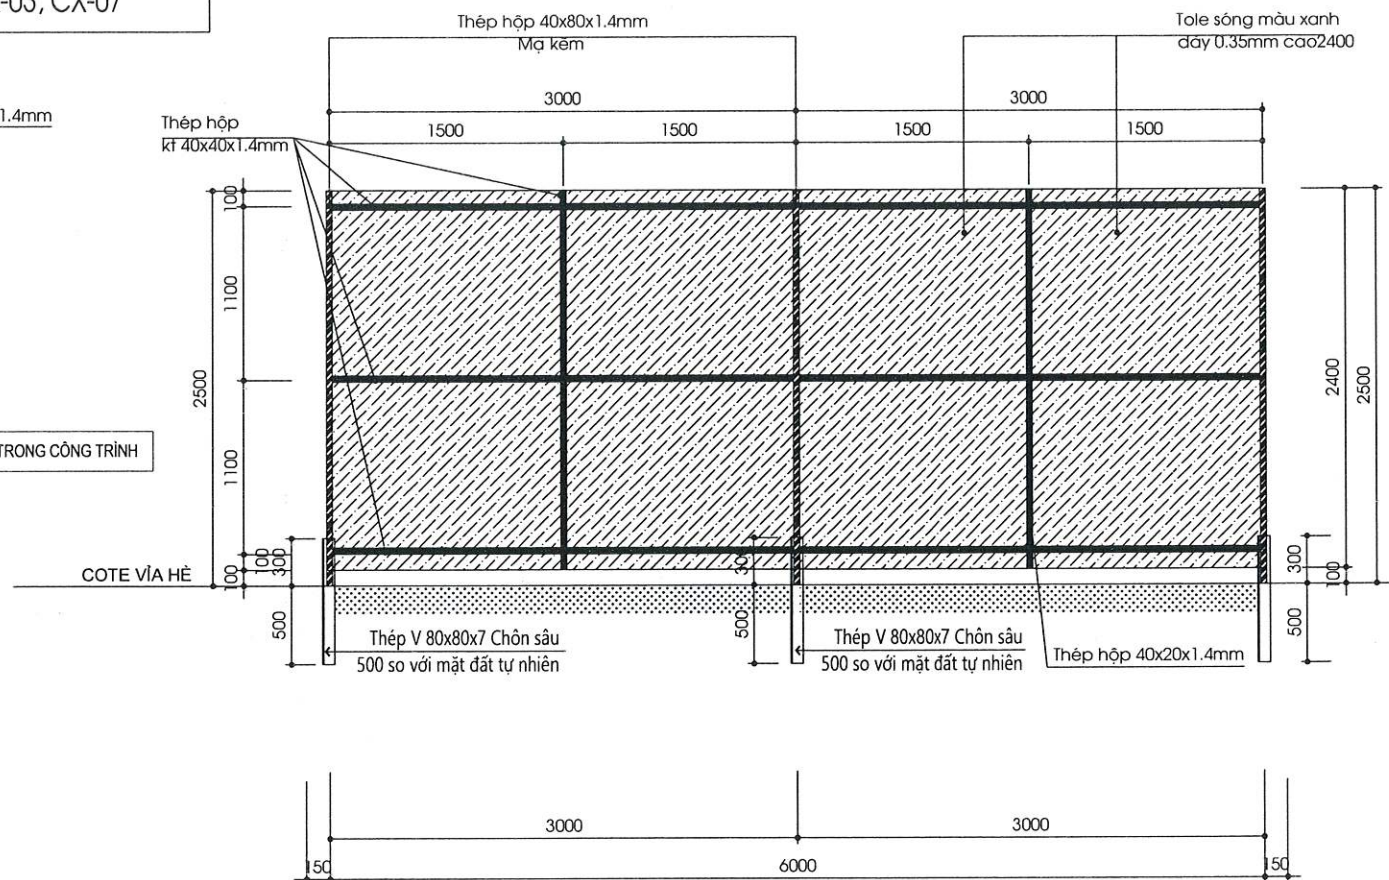 CX-07
Thép hộp 40x80x1.4mm
Mạ kẽm
Tole sóng màu xanh
dáy 0.35mm cao2400
1.4mm
3000
3000
Thép hộp
kt 40x40x1.4mm
1500
1500
1500
1500
100
1100
2500
1100
100
300
100
500
2400
2500
300
100
500
300
500
TRONG CÔNG TRÌNH
COTE VỈA HÈ
Thép V 80x80x7 Chôn sâu
500 so với mặt đất tự nhiên
Thép V 80x80x7 Chôn sâu
500 so với mặt đất tự nhiên
Thép hộp 40x20x1.4mm
3000
3000
150
6000
150